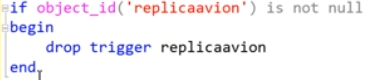 if object_id('replicaavion') is not null
begin
drop trigger replicaavion
end